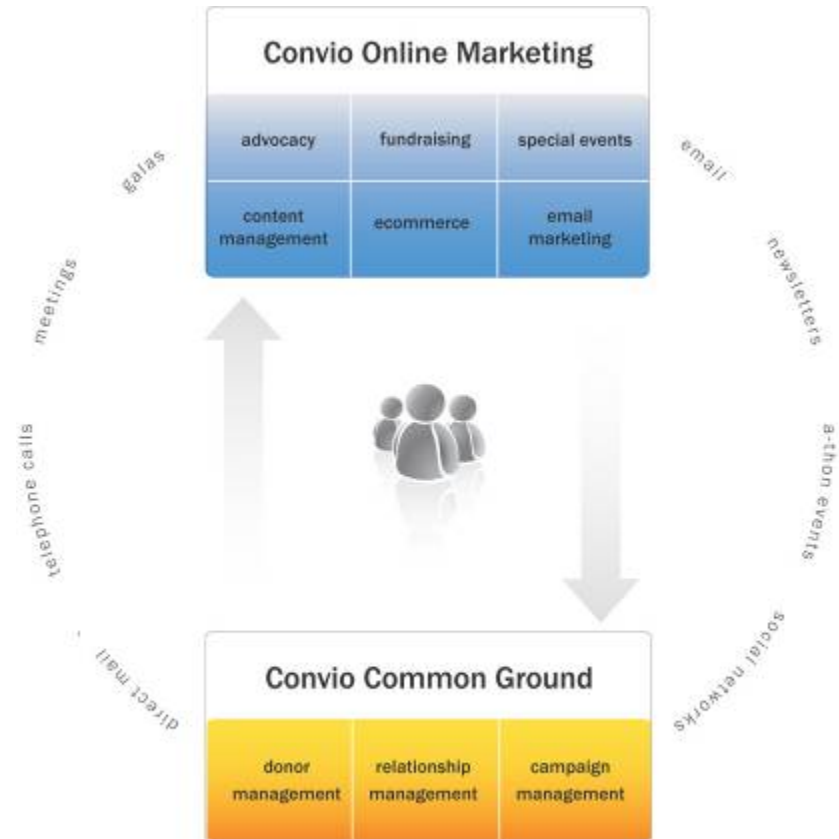 Convio Online Marketing
advocacy
fundraising
special events
content
management
ecommerce
email
marketing
galas
meetings
telephone calls
direct mail
email
newsletters
a-thon events
social networks
Convio Common Ground
donor
management
relationship
management
campaign
management